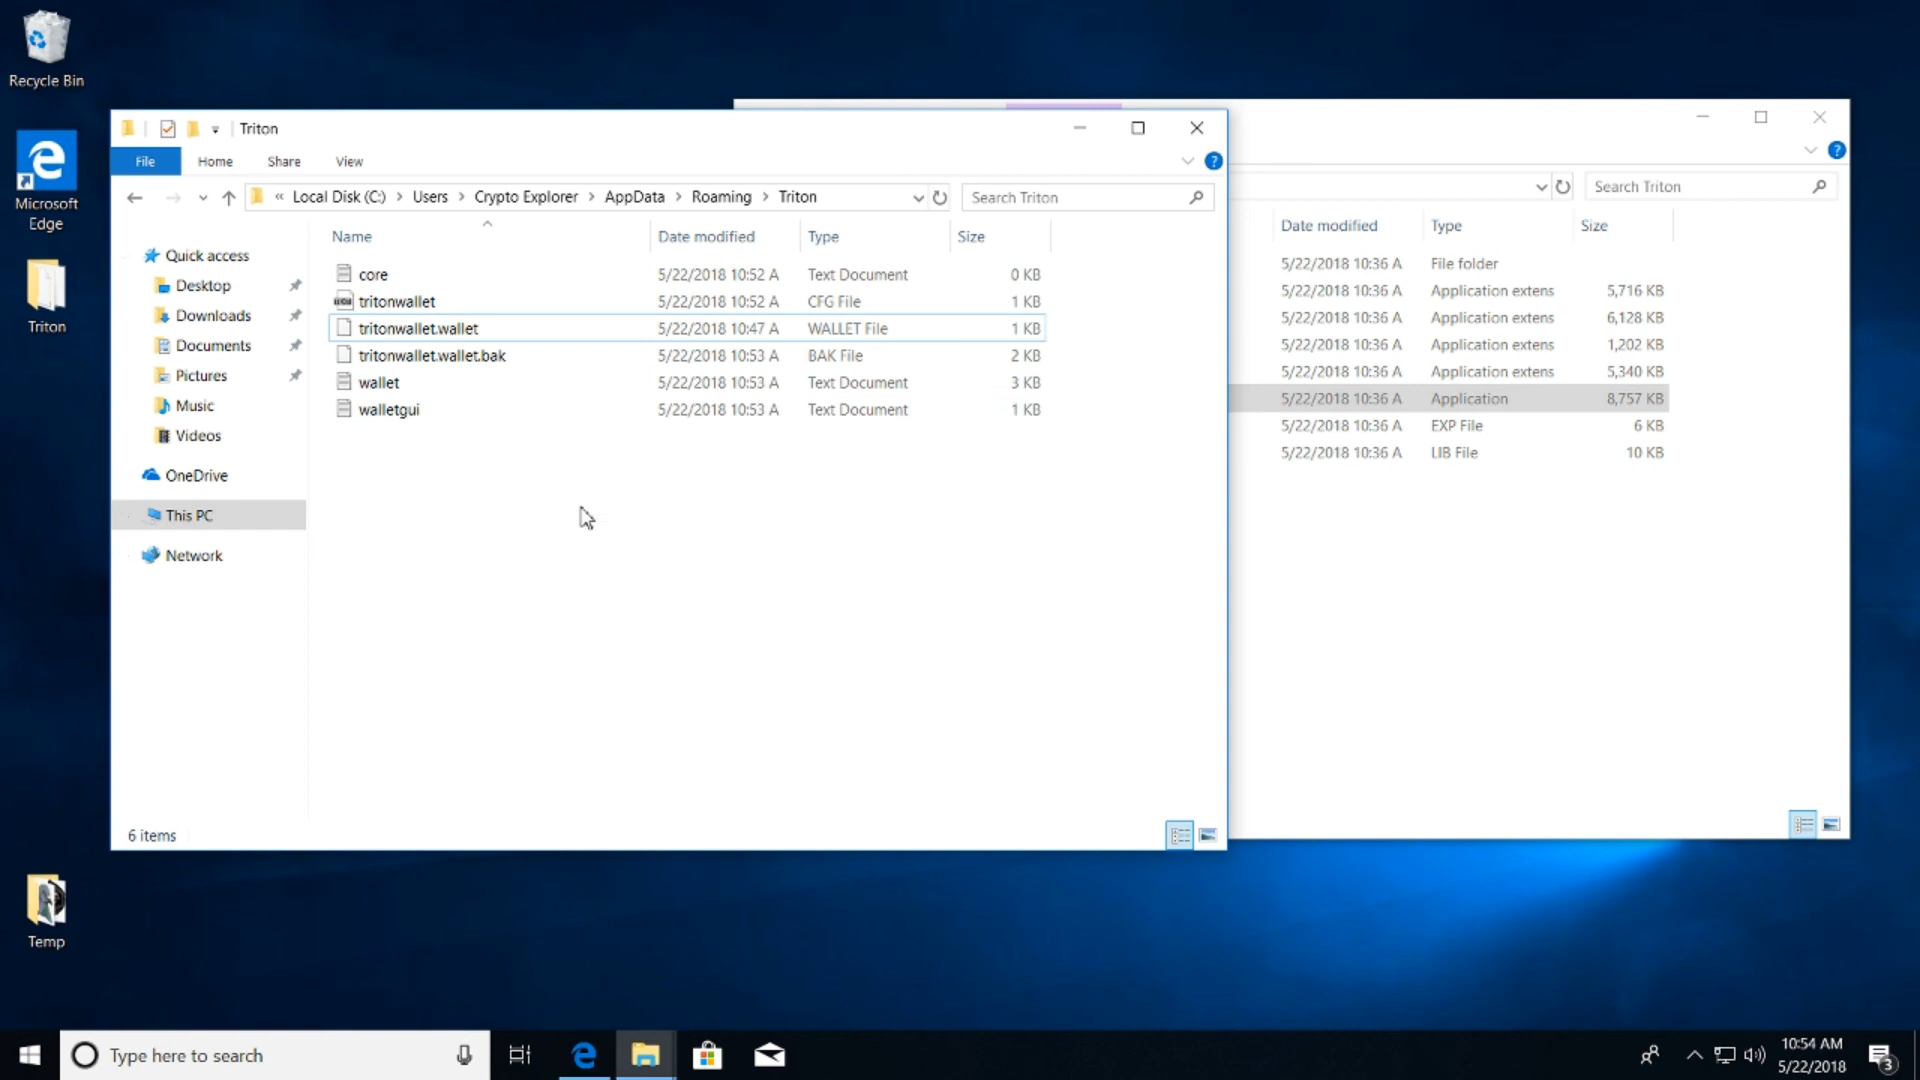 Recycle Bin
Microsoft
Edge
Triton
Temp
Triton
File Home Share View
« Local Disk (C:) > Users > Crypto Explorer > AppData > Roaming > Triton
Search Triton
Quick access
Desktop
Downloads
Documents
Pictures
Music
Videos
OneDrive
This PC
Network
Name Date modified Type Size
core 5/22/2018 10:52 A Text Document 0 KB
tritonwallet 5/22/2018 10:52 A CFG File 1 KB
tritonwallet.wallet 5/22/2018 10:47 A WALLET File 1 KB
tritonwallet.wallet.bak 5/22/2018 10:53 A BAK File 2 KB
wallet 5/22/2018 10:53 A Text Document 3 KB
walletgui 5/22/2018 10:53 A Text Document 1 KB
6 items
Search Triton
Date modified Type Size
5/22/2018 10:36 A File folder
5/22/2018 10:36 A Application extens 5,716 KB
5/22/2018 10:36 A Application extens 6,128 KB
5/22/2018 10:36 A Application extens 1,202 KB
5/22/2018 10:36 A Application extens 5,340 KB
5/22/2018 10:36 A Application 8,757 KB
5/22/2018 10:36 A EXP File 6 KB
5/22/2018 10:36 A LIB File 10 KB
Type here to search
10:54 AM
5/22/2018
3